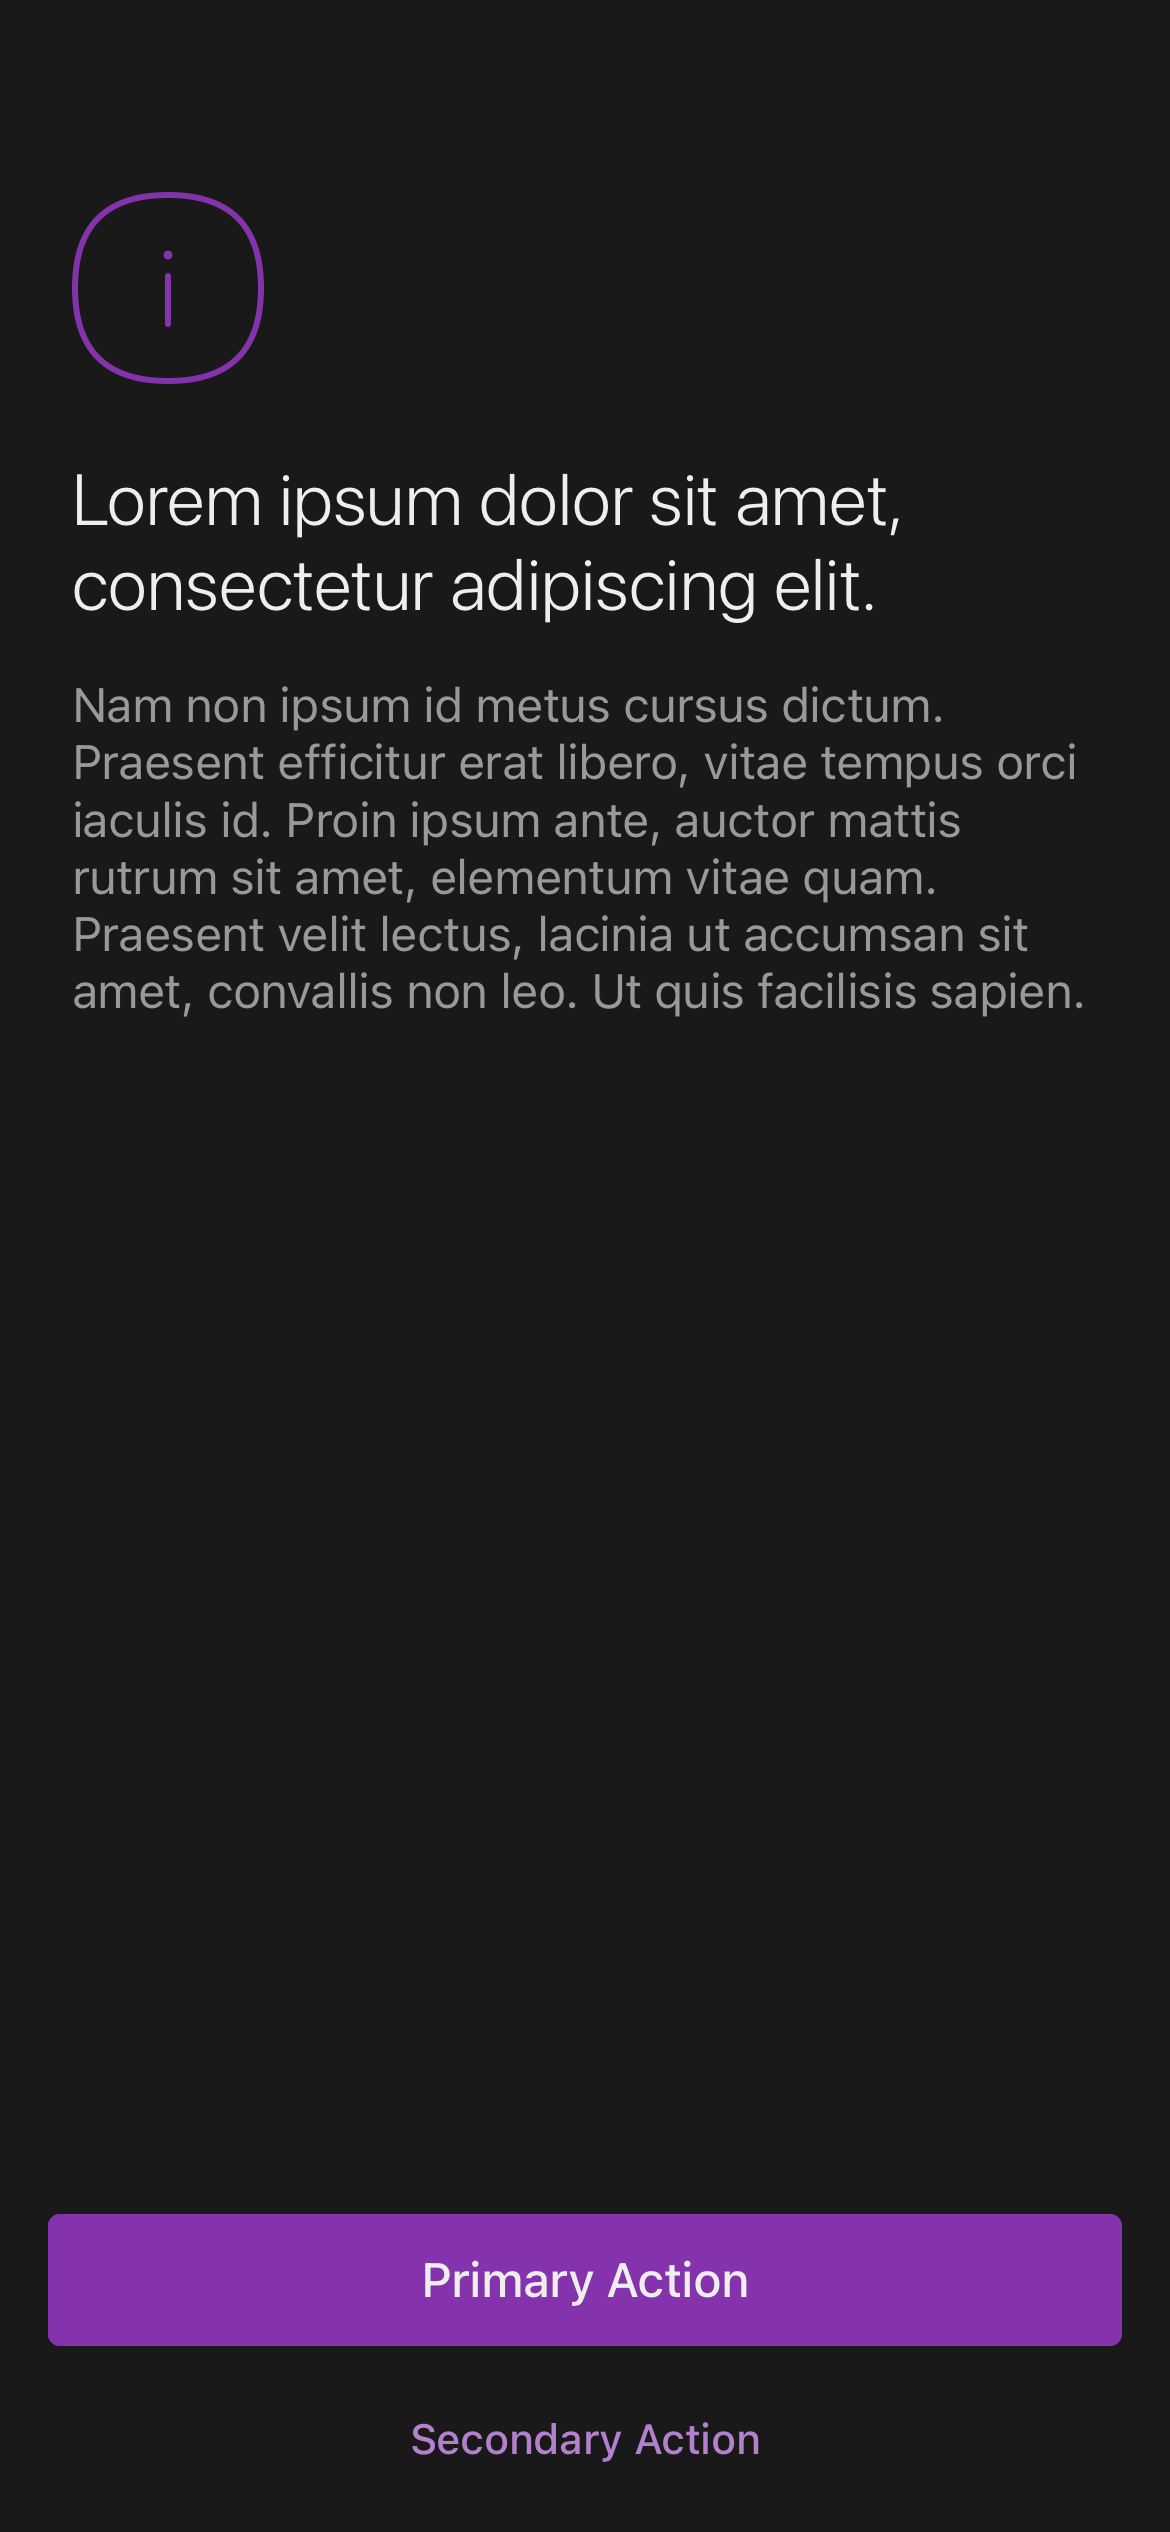 Lorem ipsum dolor sit amet,
consectetur adipiscing elit.
Nam non ipsum id metus cursus dictum.
Praesent efficitur erat libero, vitae tempus orci
iaculis id. Proin ipsum ante, auctor mattis
rutrum sit amet, elementum vitae quam.
Praesent velit lectus, lacinia ut accumsan sit
amet, convallis non leo. Ut quis facilisis sapien.
Primary Action
Secondary Action